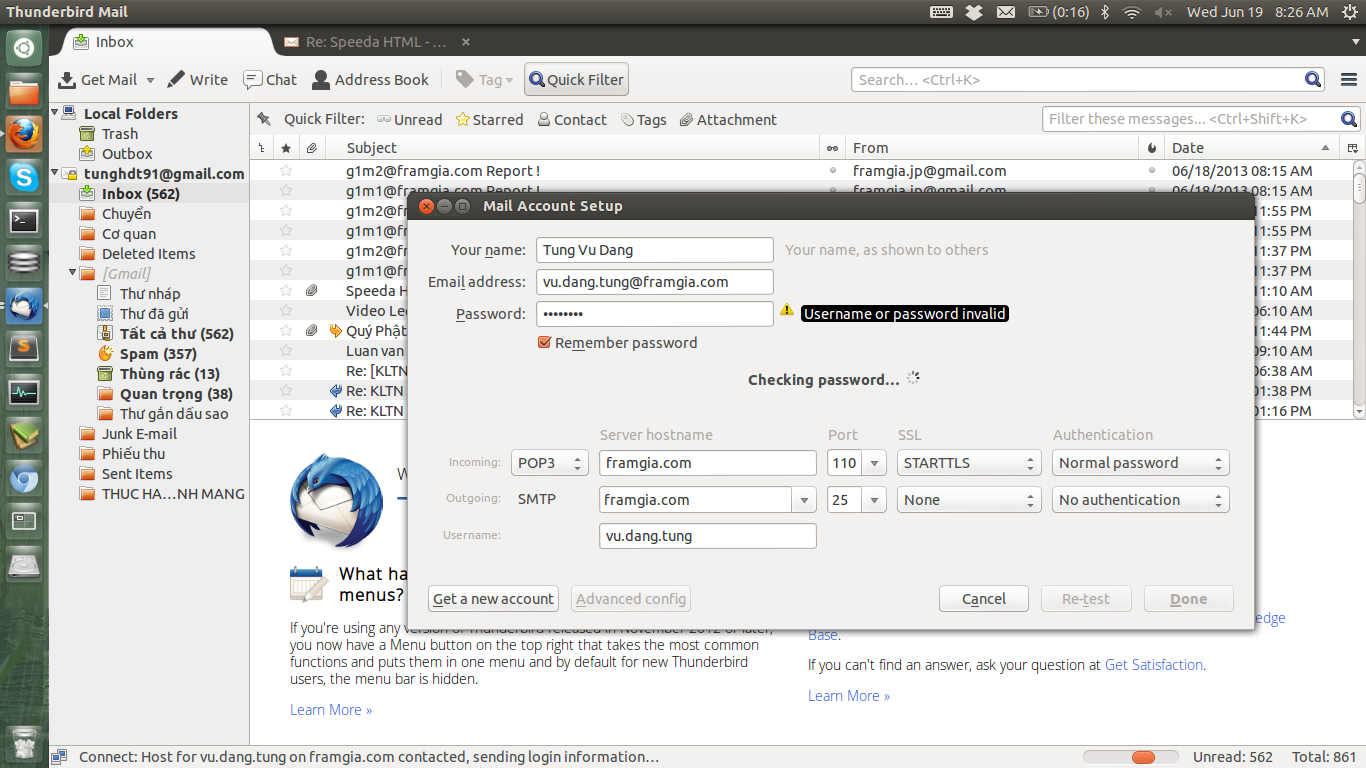 Thunderbird Mail (0:16) Wed Jun 19 8:26 AM
Inbox Re: Speeda HTML - ...
Get Mail Write Chat Address Book Tag Quick Filter Search... <Ctrl+K>
Local Folders
Trash
Outbox
tunghdt91@gmail.com
Inbox (562)
Chuyển
Cơ quan
Deleted Items
[Gmail]
Thư nháp
Thư đã gửi
Tất cả thư (562)
Spam (357)
Thùng rác (13)
Quan trọng (38)
Thư gắn dấu sao
Junk E-mail
Phiếu thu
Sent Items
THUC HA...NH MANG
Quick Filter: Unread Starred Contact Tags Attachment Filter these messages... <Ctrl+Shift+K>
Subject From Date
g1m2@framgia.com Report ! framgia.jp@gmail.com 06/18/2013 08:15 AM
g1m1@framgia.com Report ! framgia.jp@gmail.com 06/18/2013 08:15 AM
g1m2@f 11:55 PM
g1m1@fr 11:55 PM
g1m2@fr 11:37 PM
g1m1@fr 11:37 PM
Speeda H 11:10 AM
Video Lec 06:10 AM
Quý Phật 11:44 PM
Luan van 09:10 AM
Re: [KLTN 06:38 AM
Re: KLTN 01:38 PM
Re: KLTN 01:16 PM
Mail Account Setup
Your name: Tung Vu Dang Your name, as shown to others
Email address: vu.dang.tung@framgia.com
Password: •••••••• Username or password invalid
Remember password
Checking password...
Server hostname Port SSL Authentication
Incoming: POP3 framgia.com 110 STARTTLS Normal password
Outgoing: SMTP framgia.com 25 None No authentication
Username: vu.dang.tung
Get a new account Advanced config Cancel Re-test Done
W
What ha
menus?
If you're using any version of Thunderbird released in November 2012 or later,
you now have a Menu button on the top right that takes the most common
functions and puts them in one menu and by default for new Thunderbird
users, the menu bar is hidden.
Learn More »
edge
Base.
If you can't find an answer, ask your question at Get Satisfaction.
Learn More »
Connect: Host for vu.dang.tung on framgia.com contacted, sending login information... Unread: 562 Total: 861